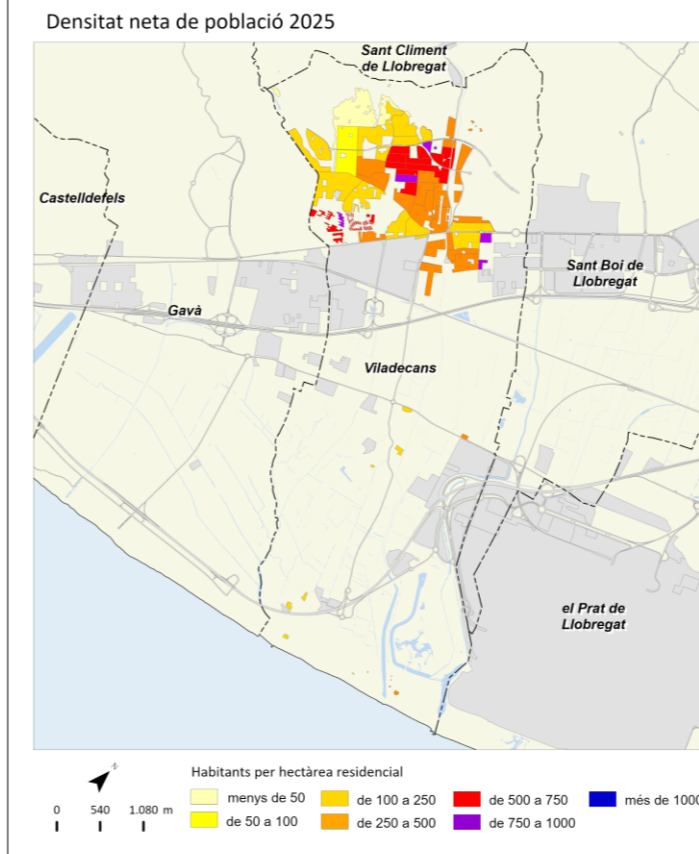 Densitat neta de població 2025
Sant Climent
de Llobregat
Castelldefels
Sant Boi de
Llobregat
Gavà
Viladecans
el Prat de
Llobregat
N
0 540 1.080 m
Habitants per hectàrea residencial
menys de 50
de 100 a 250
de 500 a 750
més de 1000
de 50 a 100
de 250 a 500
de 750 a 1000